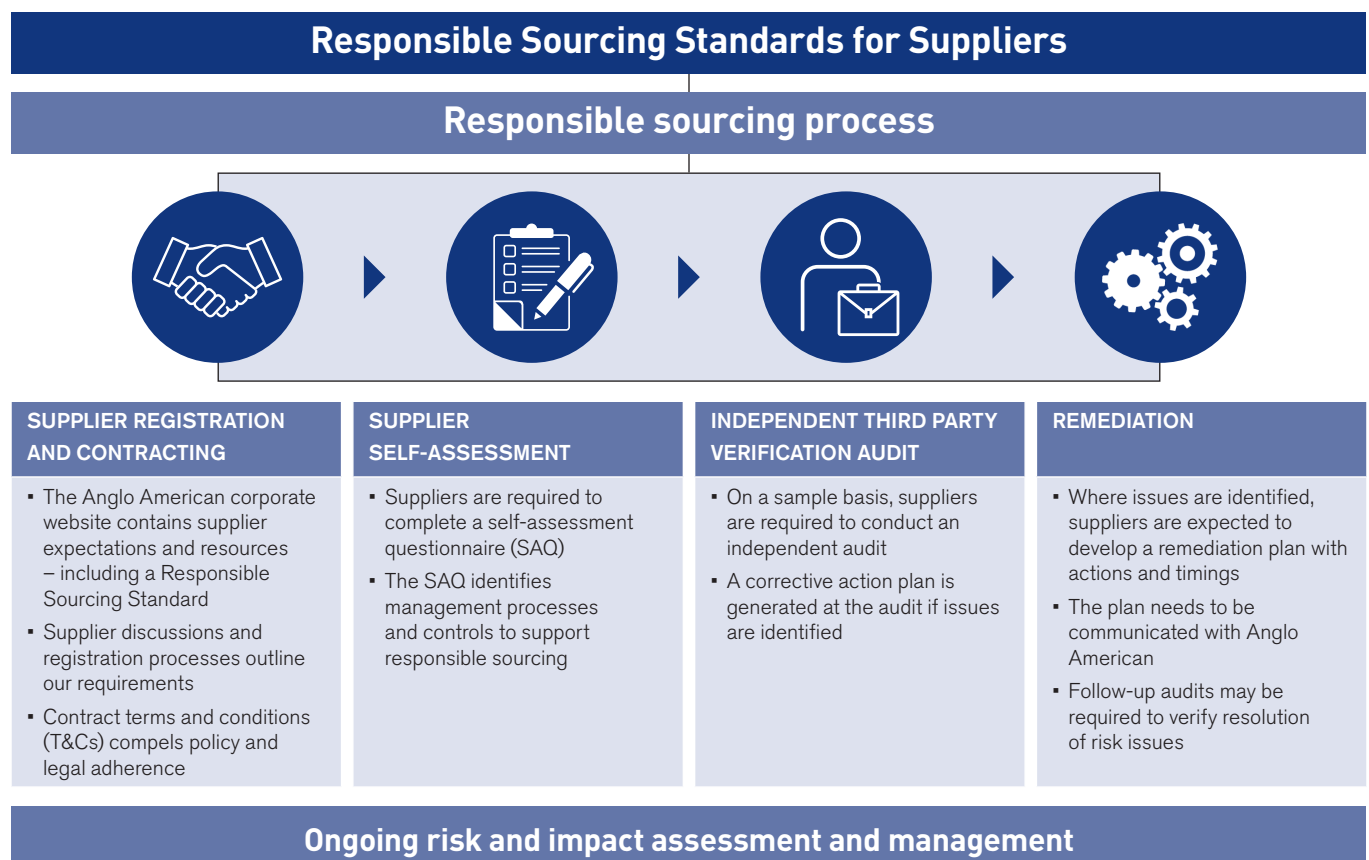 Responsible Sourcing Standards for Suppliers
Responsible sourcing process
SUPPLIER REGISTRATION
AND CONTRACTING
▪ The Anglo American corporate
website contains supplier
expectations and resources
– including a Responsible
Sourcing Standard
▪ Supplier discussions and
registration processes outline
our requirements
▪ Contract terms and conditions
(T&Cs) compels policy and
legal adherence
SUPPLIER
SELF-ASSESSMENT
▪ Suppliers are required to
complete a self-assessment
questionnaire (SAQ)
▪ The SAQ identifies
management processes
and controls to support
responsible sourcing
INDEPENDENT THIRD PARTY
VERIFICATION AUDIT
▪ On a sample basis, suppliers
are required to conduct an
independent audit
▪ A corrective action plan is
generated at the audit if issues
are identified
REMEDIATION
▪ Where issues are identified,
suppliers are expected to
develop a remediation plan with
actions and timings
▪ The plan needs to be
communicated with Anglo
American
▪ Follow-up audits may be
required to verify resolution
of risk issues
Ongoing risk and impact assessment and management